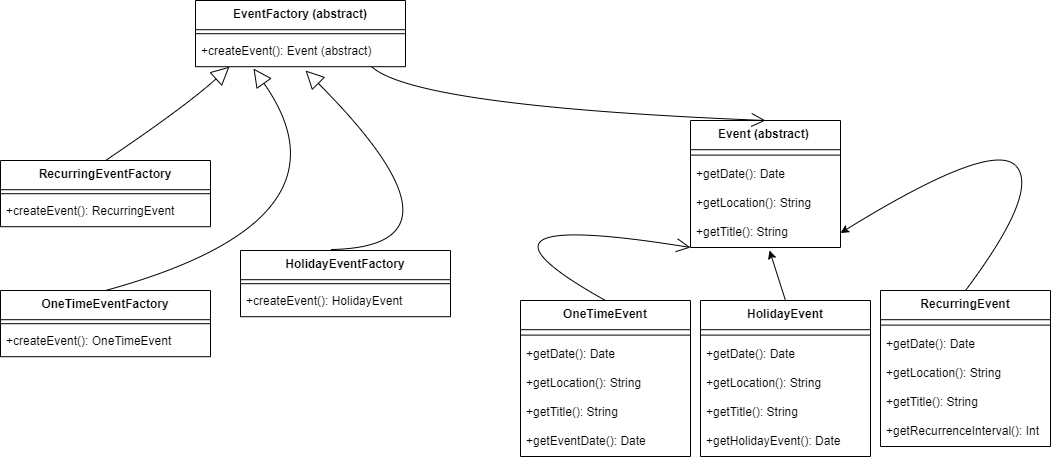 EventFactory (abstract)
+createEvent(): Event (abstract)
Event (abstract)
+getDate(): Date
+getLocation(): String
+getTitle(): String
RecurringEventFactory
+createEvent(): RecurringEvent
HolidayEventFactory
+createEvent(): HolidayEvent
OneTimeEventFactory
+createEvent(): OneTimeEvent
OneTimeEvent
+getDate(): Date
+getLocation(): String
+getTitle(): String
+getEventDate(): Date
HolidayEvent
+getDate(): Date
+getLocation(): String
+getTitle(): String
+getHolidayEvent(): Date
RecurringEvent
+getDate(): Date
+getLocation(): String
+getTitle(): String
+getRecurrenceInterval(): Int